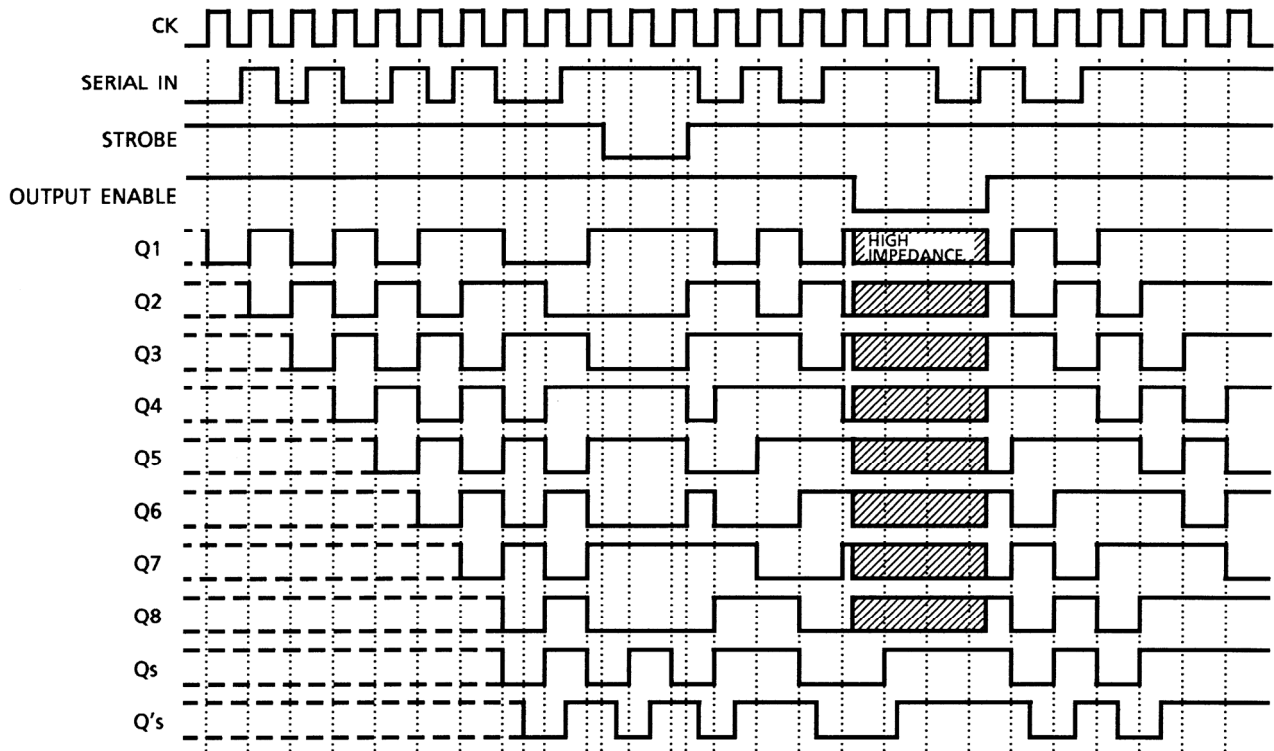 CK
SERIAL IN
STROBE
OUTPUT ENABLE
Q1
HIGH
IMPEDANCE
Q2
Q3
Q4
Q5
Q6
Q7
Q8
Qs
Q's